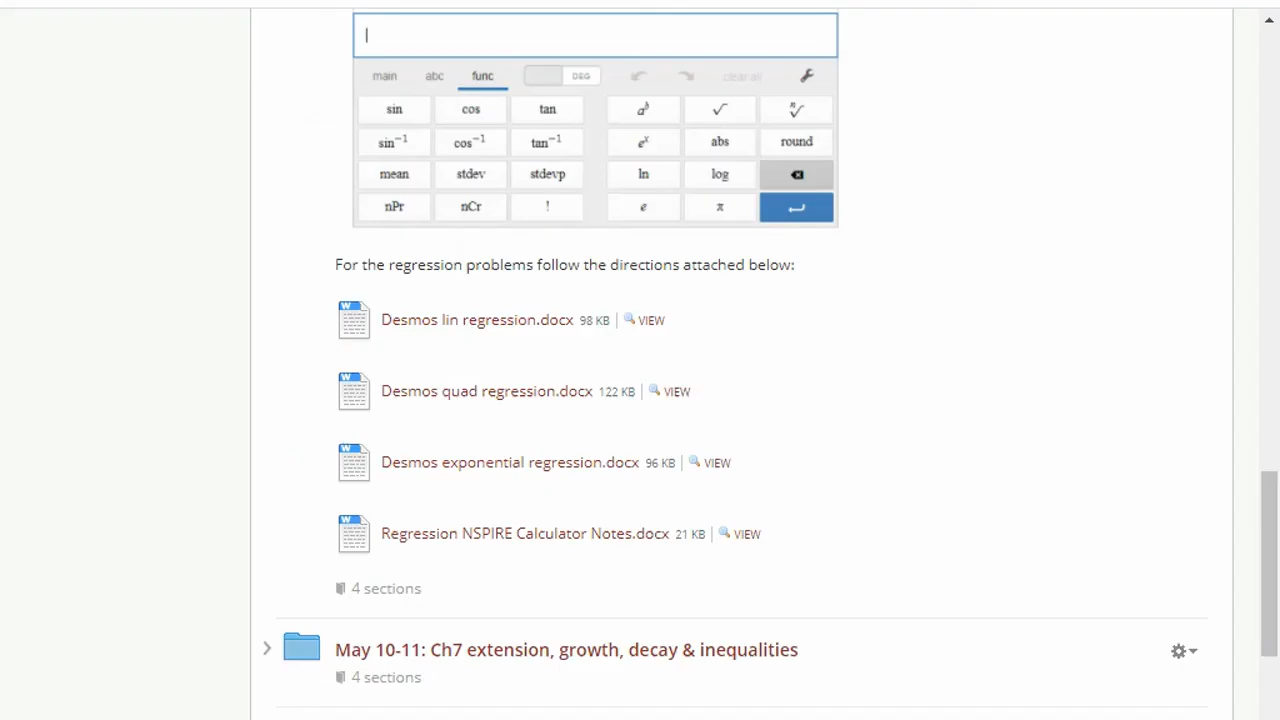 main abc func DEG clear all
sin cos tan a^b √ ⁿ√
sin⁻¹ cos⁻¹ tan⁻¹ e^x abs round
mean stdev stdevp ln log
nPr nCr ! e π
For the regression problems follow the directions attached below:
Desmos lin regression.docx 98 KB | VIEW
Desmos quad regression.docx 122 KB | VIEW
Desmos exponential regression.docx 96 KB | VIEW
Regression NSPIRE Calculator Notes.docx 21 KB | VIEW
4 sections
May 10-11: Ch7 extension, growth, decay & inequalities
4 sections